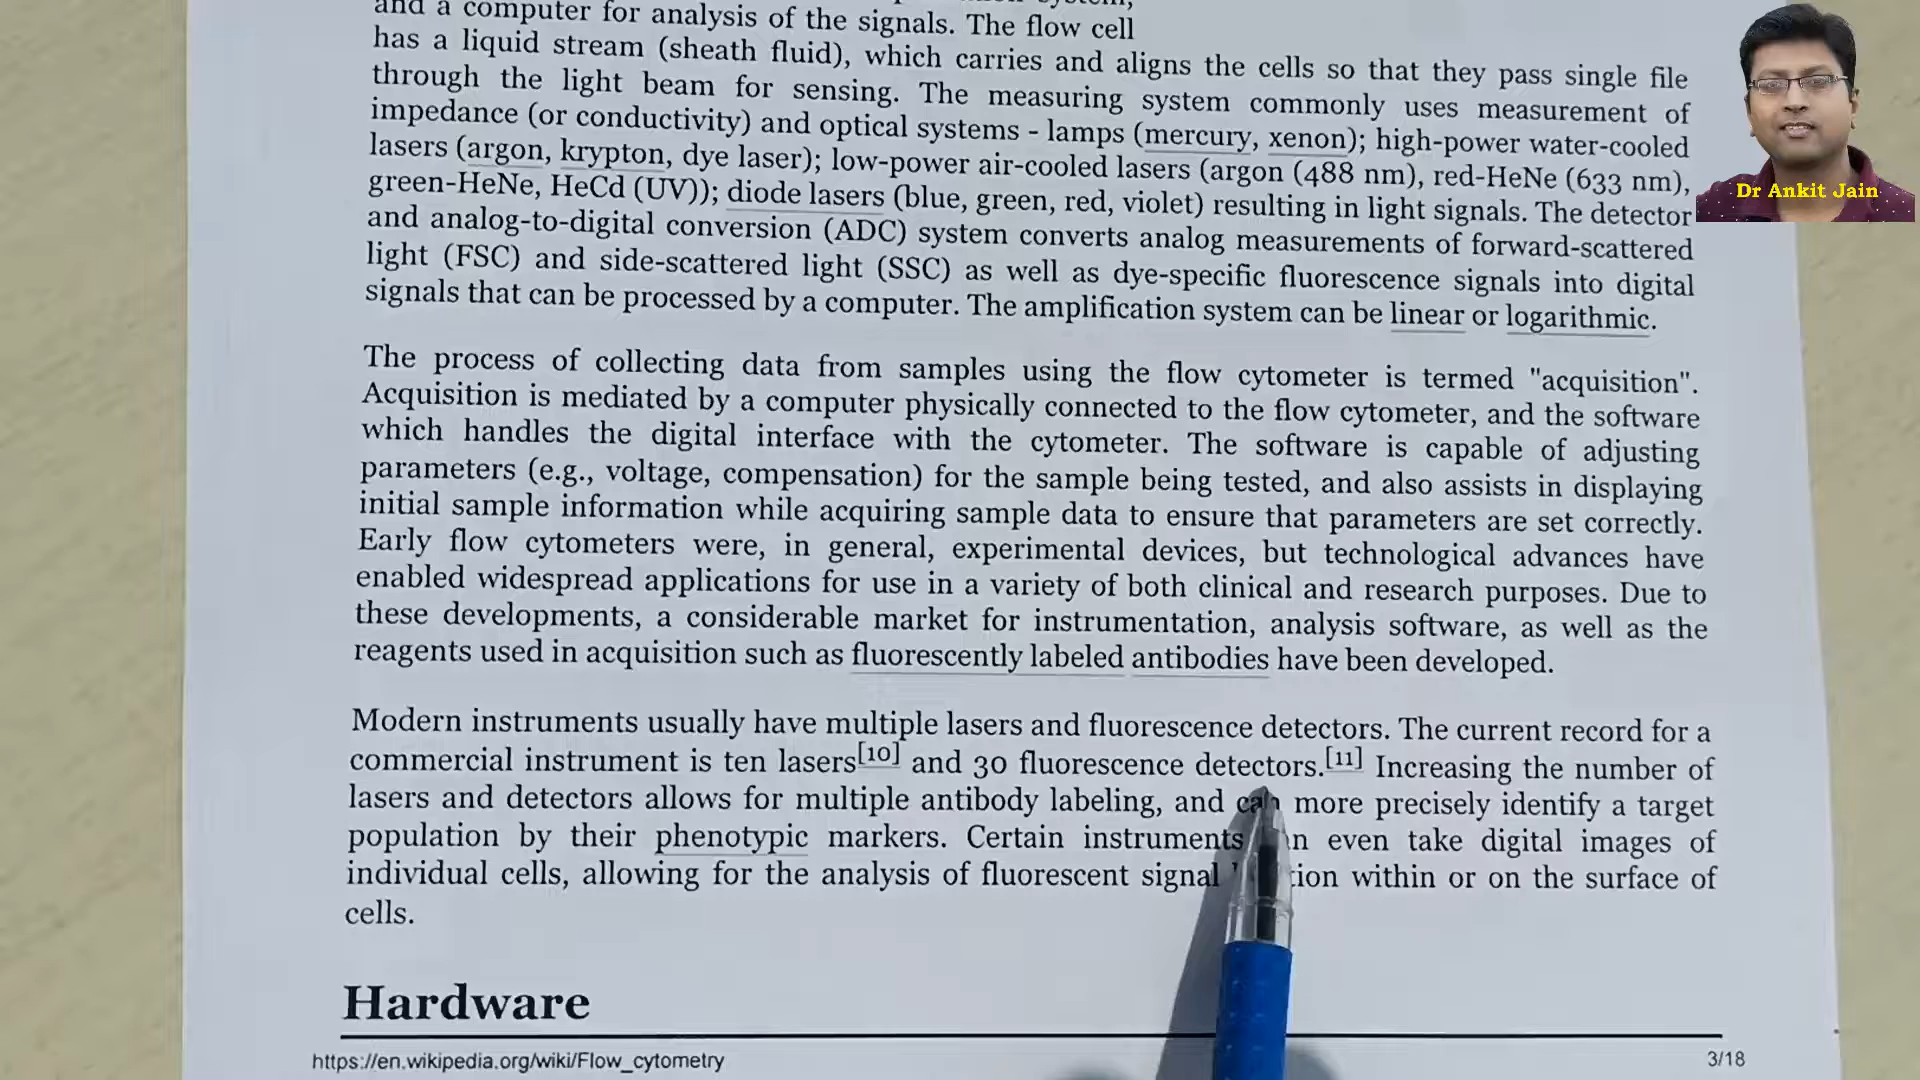 and a computer for analysis of the signals. The flow cell
has a liquid stream (sheath fluid), which carries and aligns the cells so that they pass single file
through the light beam for sensing. The measuring system commonly uses measurement of
impedance (or conductivity) and optical systems - lamps (mercury, xenon); high-power water-cooled
lasers (argon, krypton, dye laser); low-power air-cooled lasers (argon (488 nm), red-HeNe (633 nm),
green-HeNe, HeCd (UV)); diode lasers (blue, green, red, violet) resulting in light signals. The detector
and analog-to-digital conversion (ADC) system converts analog measurements of forward-scattered
light (FSC) and side-scattered light (SSC) as well as dye-specific fluorescence signals into digital
signals that can be processed by a computer. The amplification system can be linear or logarithmic.
The process of collecting data from samples using the flow cytometer is termed "acquisition".
Acquisition is mediated by a computer physically connected to the flow cytometer, and the software
which handles the digital interface with the cytometer. The software is capable of adjusting
parameters (e.g., voltage, compensation) for the sample being tested, and also assists in displaying
initial sample information while acquiring sample data to ensure that parameters are set correctly.
Early flow cytometers were, in general, experimental devices, but technological advances have
enabled widespread applications for use in a variety of both clinical and research purposes. Due to
these developments, a considerable market for instrumentation, analysis software, as well as the
reagents used in acquisition such as fluorescently labeled antibodies have been developed.
Modern instruments usually have multiple lasers and fluorescence detectors. The current record for a
commercial instrument is ten lasers[10] and 30 fluorescence detectors.[11] Increasing the number of
lasers and detectors allows for multiple antibody labeling, and can more precisely identify a target
population by their phenotypic markers. Certain instruments even take digital images of
individual cells, allowing for the analysis of fluorescent signal within or on the surface of
cells.
Hardware
https://en.wikipedia.org/wiki/Flow_cytometry
3/18
Dr Ankit Jain